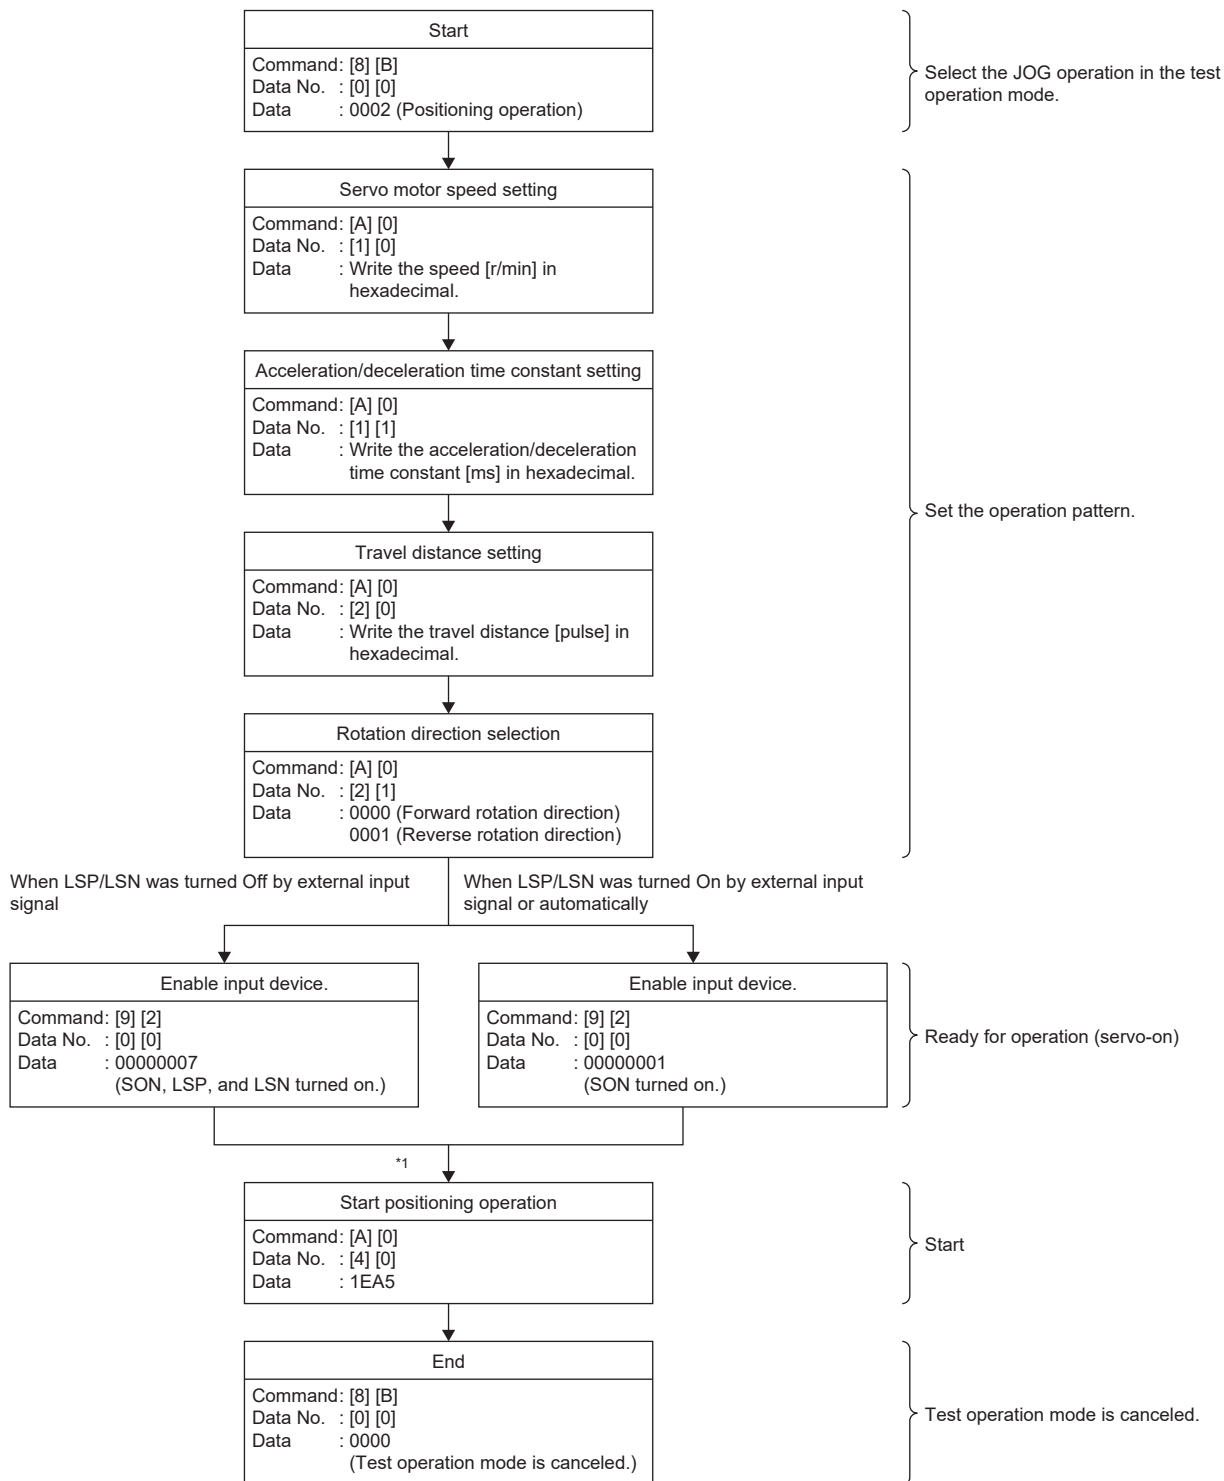 Start
Command: [8] [B]
Data No. : [0] [0]
Data : 0002 (Positioning operation)
Select the JOG operation in the test
operation mode.
Servo motor speed setting
Command: [A] [0]
Data No. : [1] [0]
Data : Write the speed [r/min] in
hexadecimal.
Acceleration/deceleration time constant setting
Command: [A] [0]
Data No. : [1] [1]
Data : Write the acceleration/deceleration
time constant [ms] in hexadecimal.
Travel distance setting
Command: [A] [0]
Data No. : [2] [0]
Data : Write the travel distance [pulse] in
hexadecimal.
Rotation direction selection
Command: [A] [0]
Data No. : [2] [1]
Data : 0000 (Forward rotation direction)
0001 (Reverse rotation direction)
Set the operation pattern.
When LSP/LSN was turned Off by external input
signal
When LSP/LSN was turned On by external input
signal or automatically
Enable input device.
Command: [9] [2]
Data No. : [0] [0]
Data : 00000007
(SON, LSP, and LSN turned on.)
Enable input device.
Command: [9] [2]
Data No. : [0] [0]
Data : 00000001
(SON turned on.)
Ready for operation (servo-on)
*1
Start positioning operation
Command: [A] [0]
Data No. : [4] [0]
Data : 1EA5
Start
End
Command: [8] [B]
Data No. : [0] [0]
Data : 0000
(Test operation mode is canceled.)
Test operation mode is canceled.